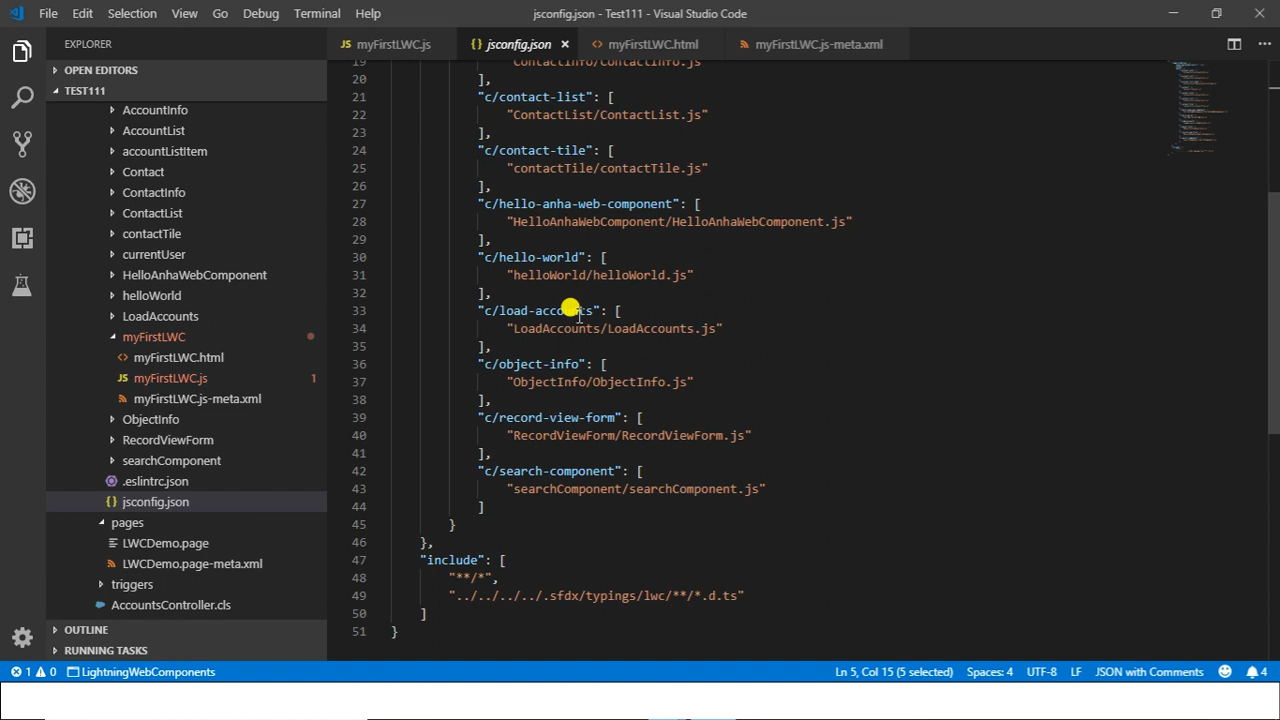 File Edit Selection View Go Debug Terminal Help
jsconfig.json - Test111 - Visual Studio Code
EXPLORER
OPEN EDITORS
TEST111
AccountInfo
AccountList
accountListItem
Contact
ContactInfo
ContactList
contactTile
currentUser
HelloAnhaWebComponent
helloWorld
LoadAccounts
myFirstLWC
<> myFirstLWC.html
JS myFirstLWC.js 1
myFirstLWC.js-meta.xml
ObjectInfo
RecordViewForm
searchComponent
.eslintrc.json
{} jsconfig.json
pages
LWCDemo.page
LWCDemo.page-meta.xml
triggers
AccountsController.cls
OUTLINE
RUNNING TASKS
JS myFirstLWC.js {} jsconfig.json × <> myFirstLWC.html myFirstLWC.js-meta.xml
19 "ContactInfo/ContactInfo.js"
20 ],
21 "c/contact-list": [
22 "ContactList/ContactList.js"
23 ],
24 "c/contact-tile": [
25 "contactTile/contactTile.js"
26 ],
27 "c/hello-anha-web-component": [
28 "HelloAnhaWebComponent/HelloAnhaWebComponent.js"
29 ],
30 "c/hello-world": [
31 "helloWorld/helloWorld.js"
32 ],
33 "c/load-accounts": [
34 "LoadAccounts/LoadAccounts.js"
35 ],
36 "c/object-info": [
37 "ObjectInfo/ObjectInfo.js"
38 ],
39 "c/record-view-form": [
40 "RecordViewForm/RecordViewForm.js"
41 ],
42 "c/search-component": [
43 "searchComponent/searchComponent.js"
44 ]
45 }
46 },
47 "include": [
48 "**/*",
49 "../../../../.sfdx/typings/lwc/**/*.d.ts"
50 ]
51 }
1 0 LightningWebComponents Ln 5, Col 15 (5 selected) Spaces: 4 UTF-8 LF JSON with Comments 4